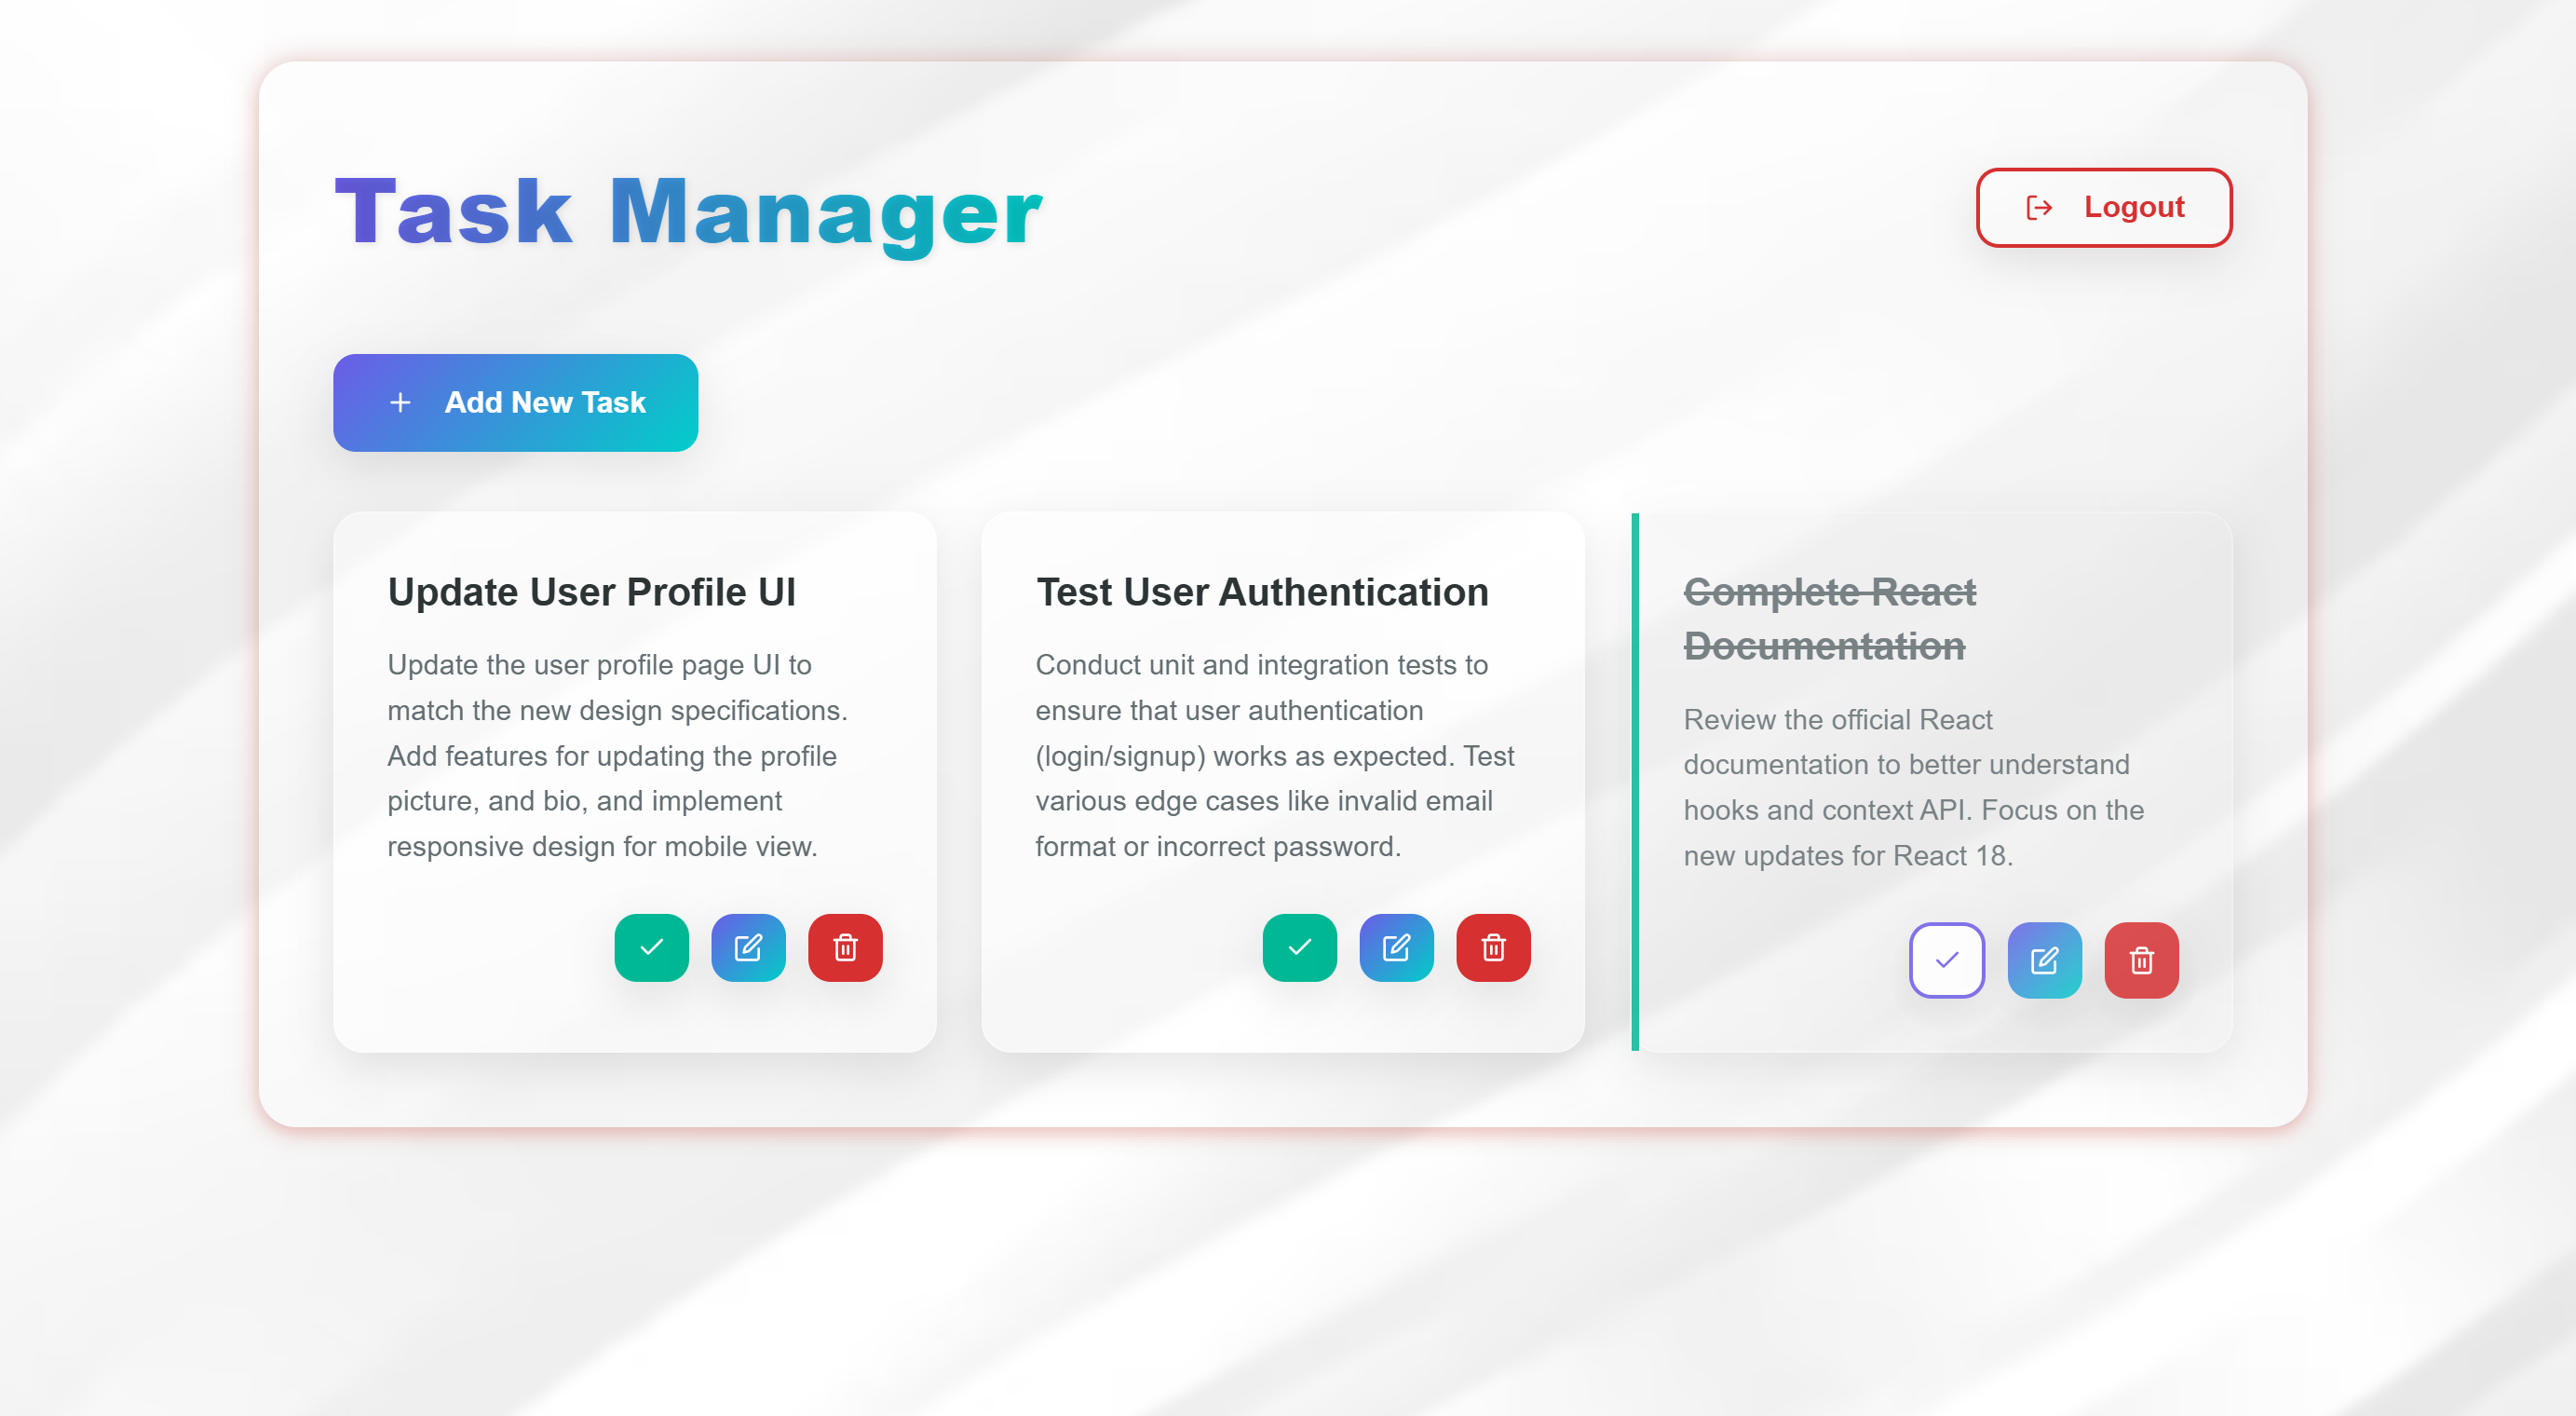 Task Manager
Logout
Add New Task
Update User Profile UI
Update the user profile page UI to
match the new design specifications.
Add features for updating the profile
picture, and bio, and implement
responsive design for mobile view.
Test User Authentication
Conduct unit and integration tests to
ensure that user authentication
(login/signup) works as expected. Test
various edge cases like invalid email
format or incorrect password.
Complete React
Documentation
Review the official React
documentation to better understand
hooks and context API. Focus on the
new updates for React 18.